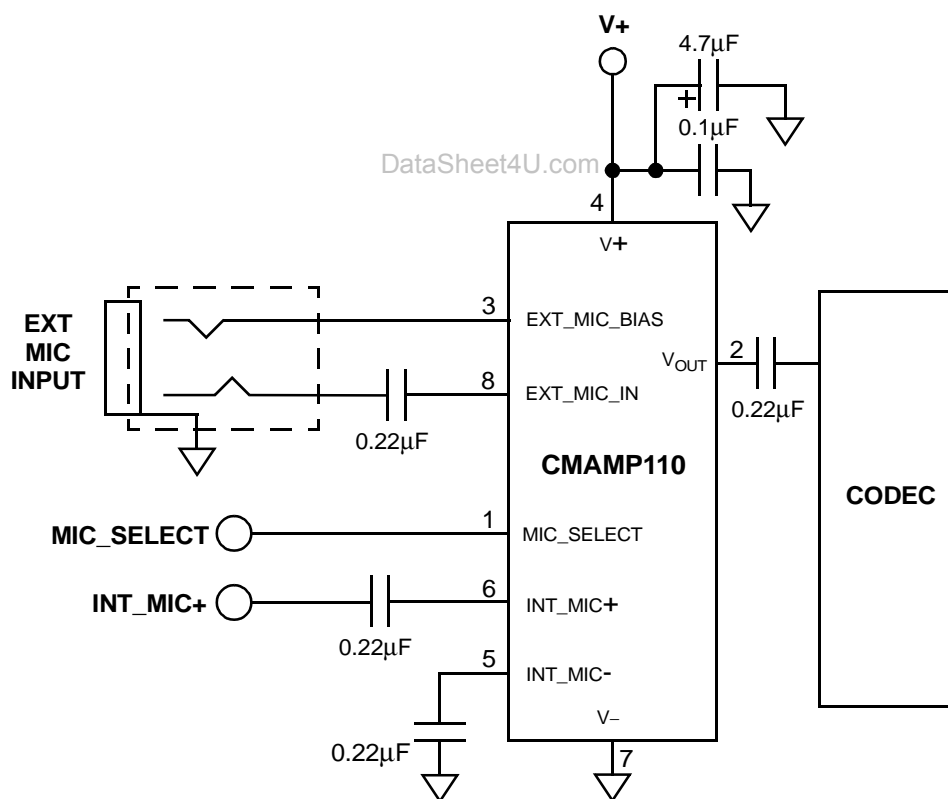 V+
4.7μF
+
0.1μF
DataSheet4U.com
4
V+
EXT
MIC
INPUT
3
EXT_MIC_BIAS
8
EXT_MIC_IN
0.22μF
VOUT
2
0.22μF
CMAMP110
CODEC
MIC_SELECT
1
MIC_SELECT
INT_MIC+
6
INT_MIC+
0.22μF
5
INT_MIC-
0.22μF
V–
7